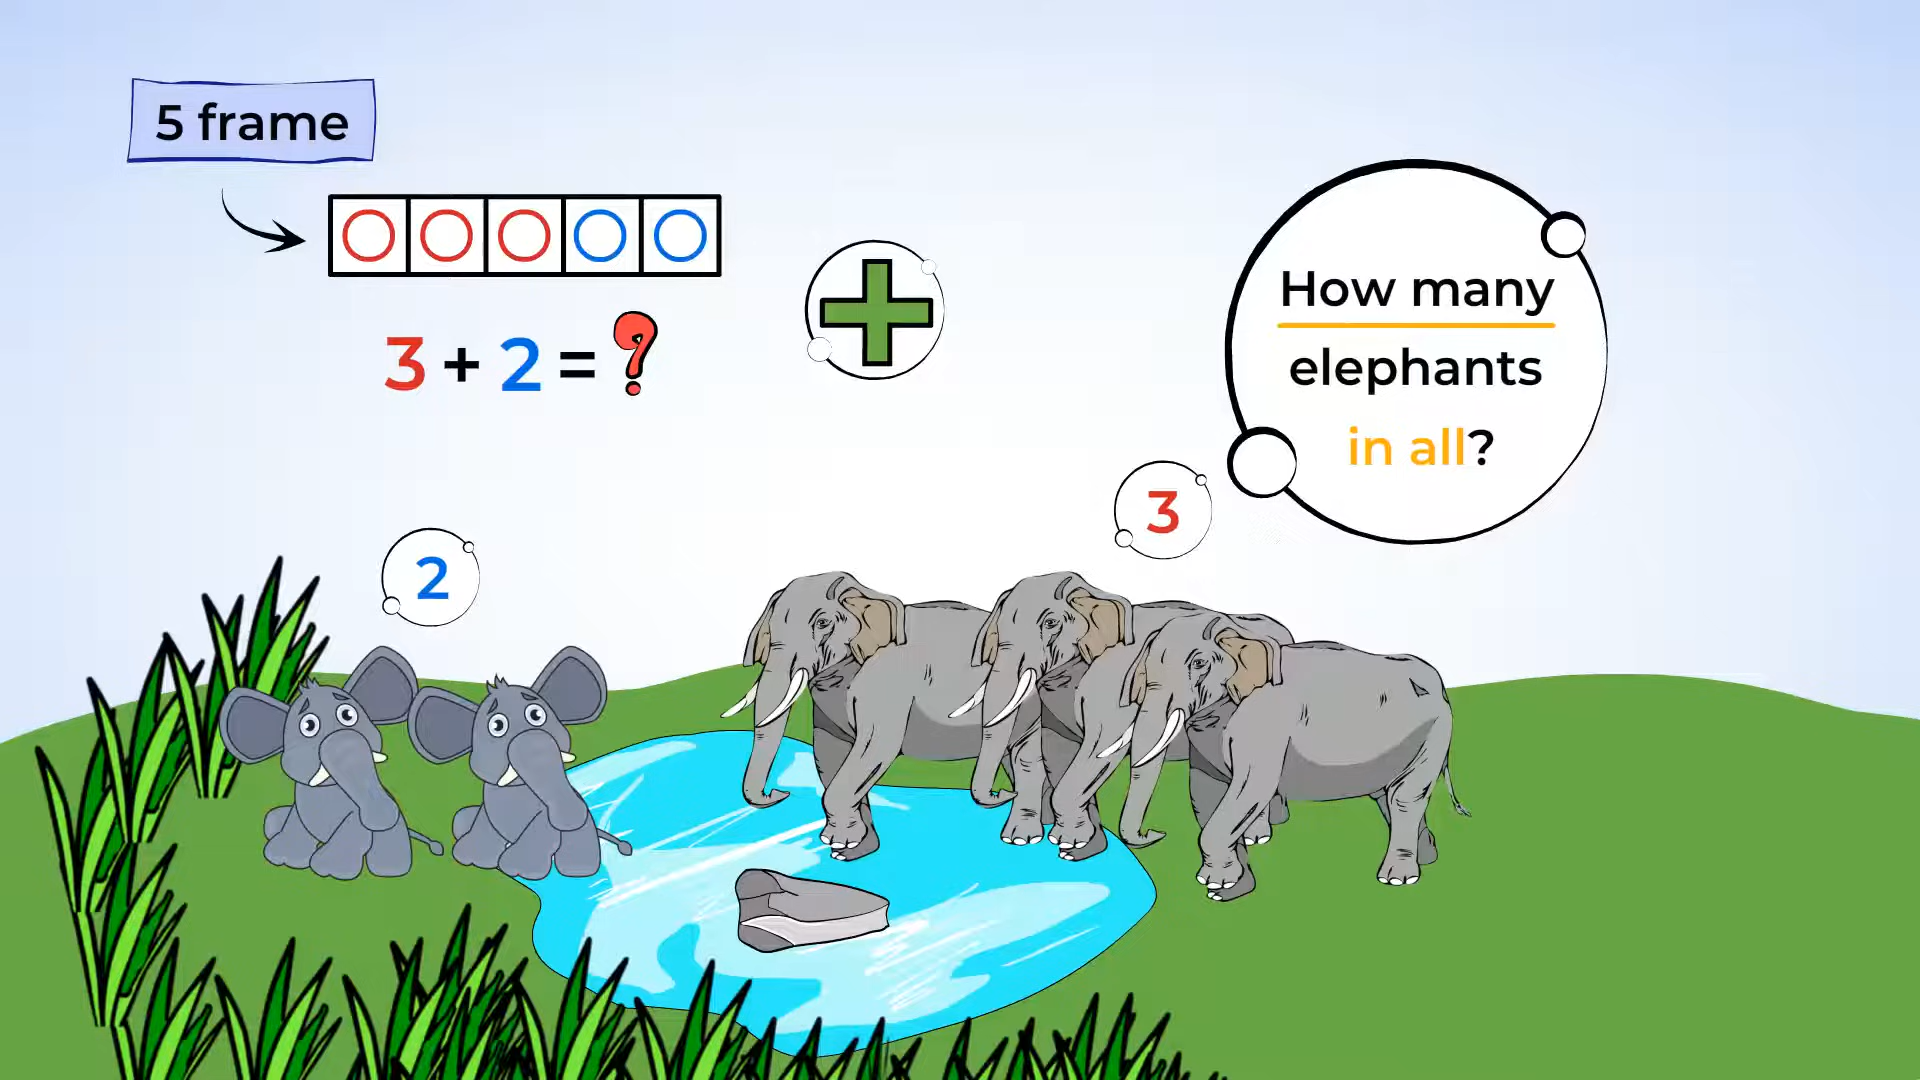 5 frame
3 + 2 = ?
How many
elephants
in all?
3
2